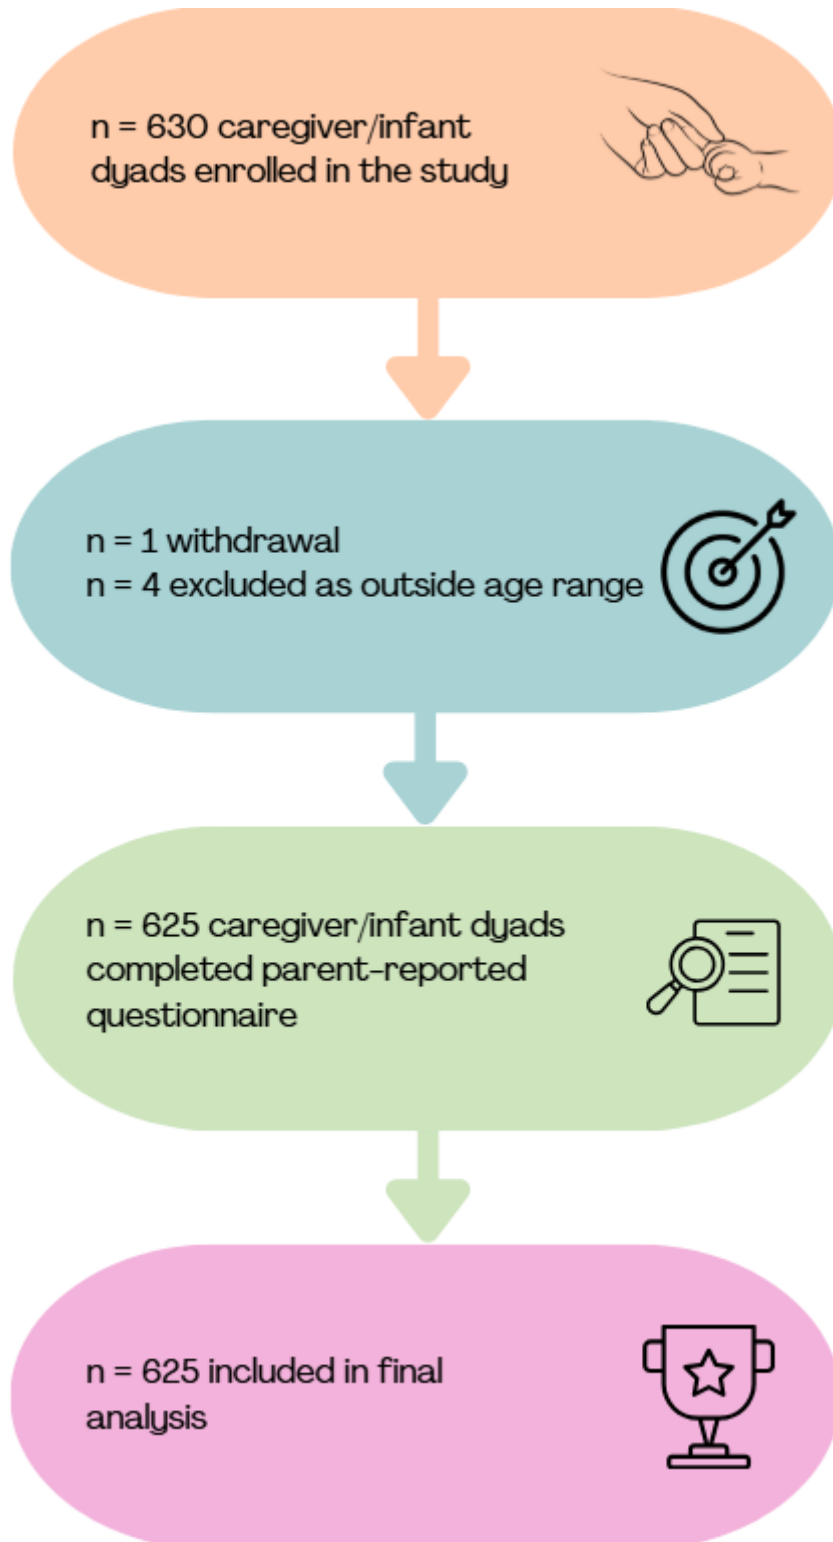 n = 630 caregiver/infant
dyads enrolled in the study
n = 1 withdrawal
n = 4 excluded as outside age range
n = 625 caregiver/infant dyads
completed parent-reported
questionnaire
n = 625 included in final
analysis